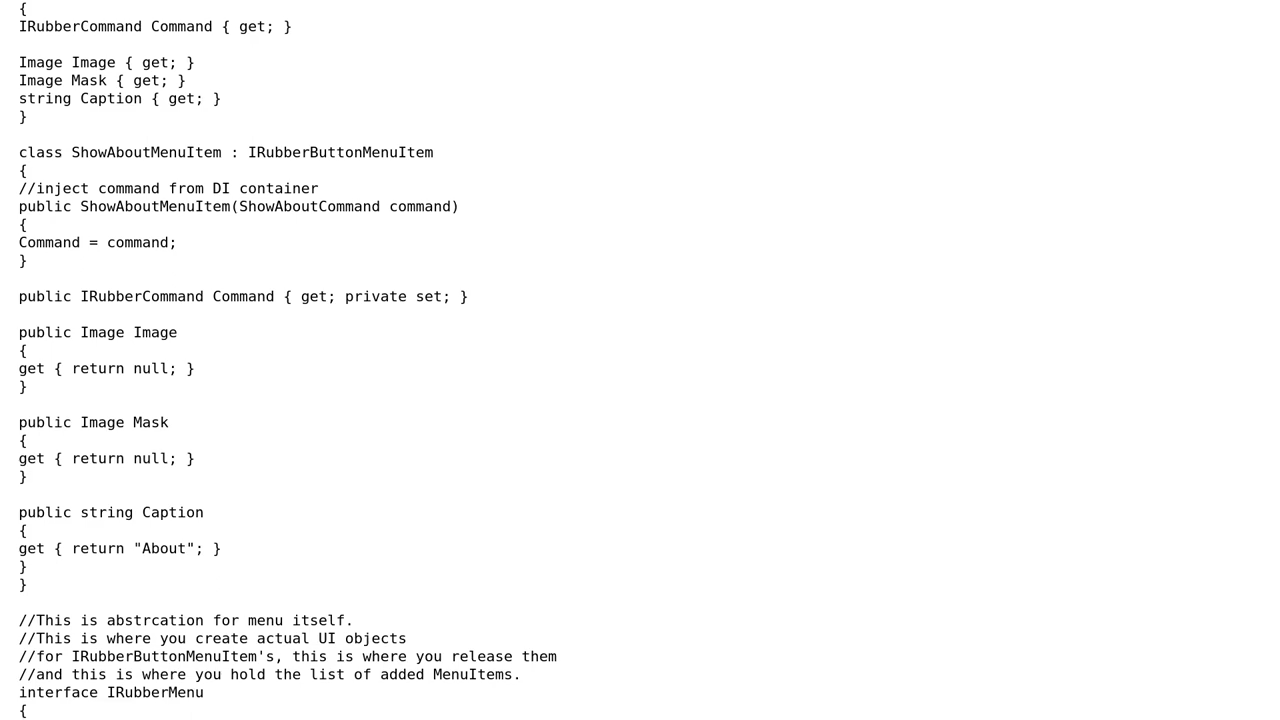 {
IRubberCommand Command { get; }
Image Image { get; }
Image Mask { get; }
string Caption { get; }
}
class ShowAboutMenuItem : IRubberButtonMenuItem
{
//inject command from DI container
public ShowAboutMenuItem(ShowAboutCommand command)
{
Command = command;
}
public IRubberCommand Command { get; private set; }
public Image Image
{
get { return null; }
}
public Image Mask
{
get { return null; }
}
public string Caption
{
get { return "About"; }
}
}
//This is abstrcation for menu itself.
//This is where you create actual UI objects
//for IRubberButtonMenuItem's, this is where you release them
//and this is where you hold the list of added MenuItems.
interface IRubberMenu
{